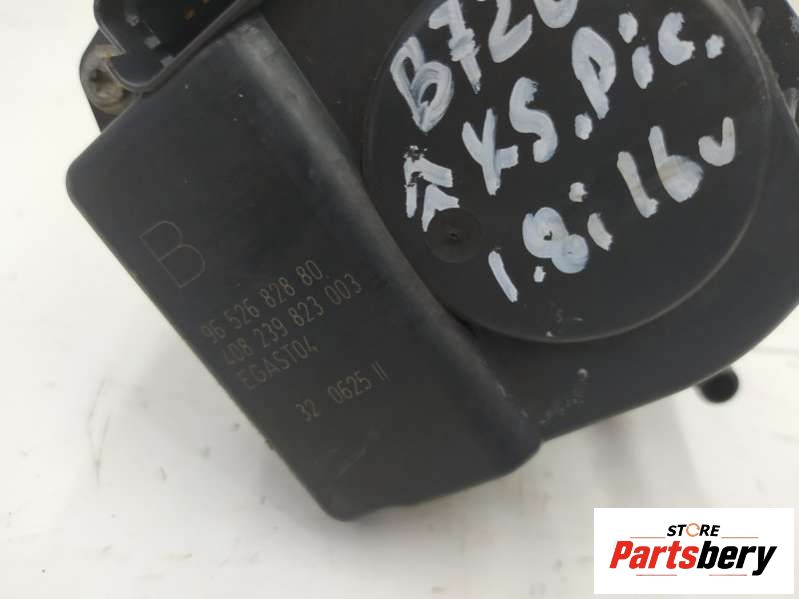 B720
XS.Pic.
1.8i 16v
B
96 526 828 80
408 239 823 003
EGAST04
32 0625 11
STORE
Partsbery